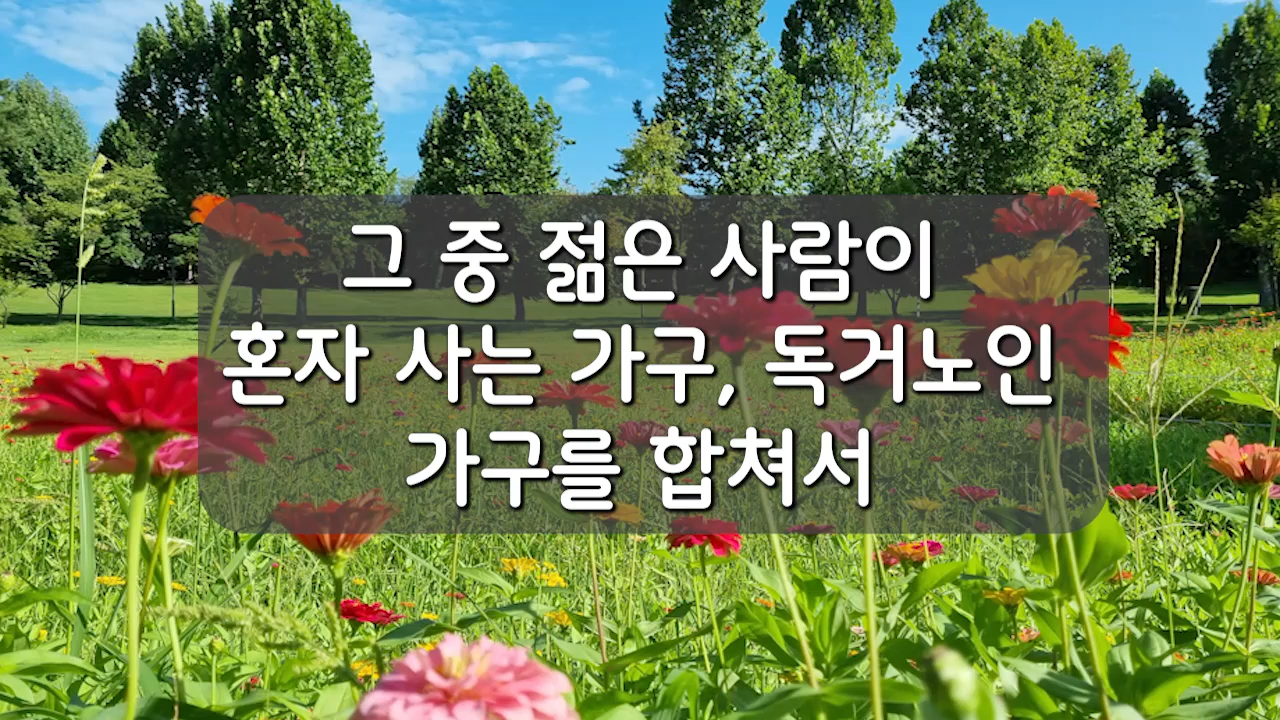 그 중 젊은 사람이
혼자 사는 가구, 독거노인
가구를 합쳐서